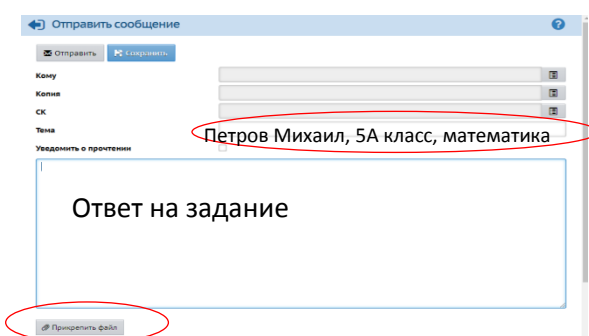 Отправить сообщение
Отправить Сохранить
Кому
Копия
СК
Тема
Петров Михаил, 5А класс, математика
Уведомить о прочтении
Ответ на задание
Прикрепить файл